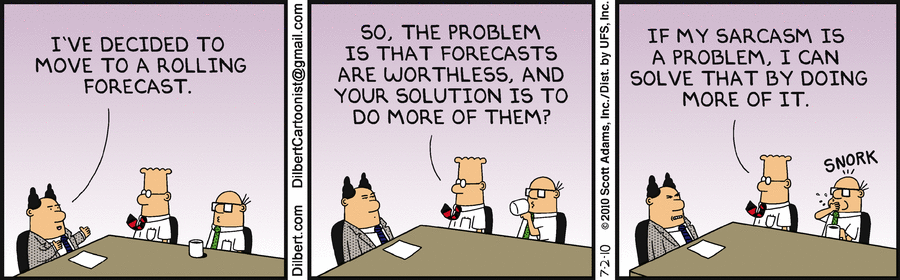 I'VE DECIDED TO
MOVE TO A ROLLING
FORECAST.
Dilbert.com DilbertCartoonist@gmail.com
SO, THE PROBLEM
IS THAT FORECASTS
ARE WORTHLESS, AND
YOUR SOLUTION IS TO
DO MORE OF THEM?
7-2-10 ©2010 Scott Adams, Inc./Dist. by UFS, Inc.
IF MY SARCASM IS
A PROBLEM, I CAN
SOLVE THAT BY DOING
MORE OF IT.
SNORK